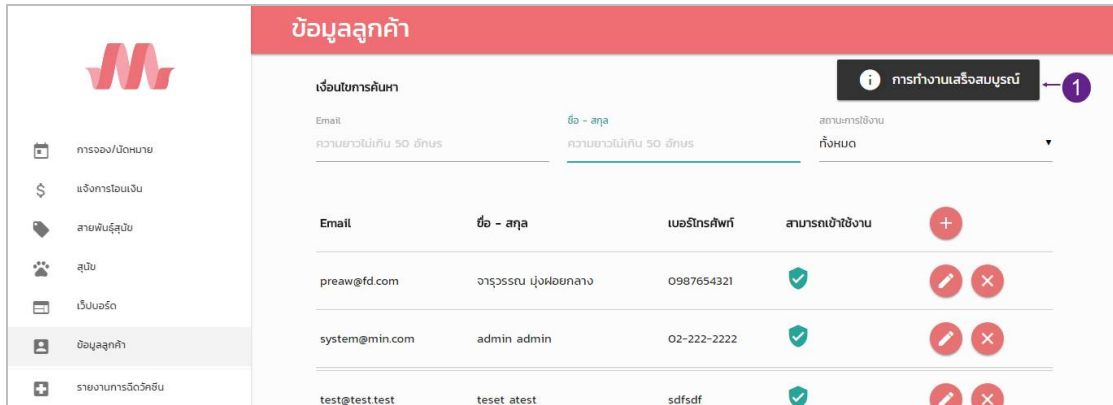 ข้อมูลลูกค้า
การทำงานเสร็จสมบูรณ์
1
เงื่อนไขการค้นหา
Email
ชื่อ - สกุล
สถานะการใช้งาน
ความยาวไม่เกิน 50 อักษร
ความยาวไม่เกิน 50 อักษร
ทั้งหมด
การจอง/นัดหมาย
แจ้งการโอนเงิน
สายพันธุ์สุนัข
สุนัข
เว็บบอร์ด
ข้อมูลลูกค้า
รายงานการฉีดวัคซีน
Email ชื่อ - สกุล เบอร์โทรศัพท์ สามารถเข้าใช้งาน
preaw@fd.com จารุวรรณ มุ่งฝอยกลาง 0987654321
system@min.com admin admin 02-222-2222
test@test.test teset atest sdfsdf